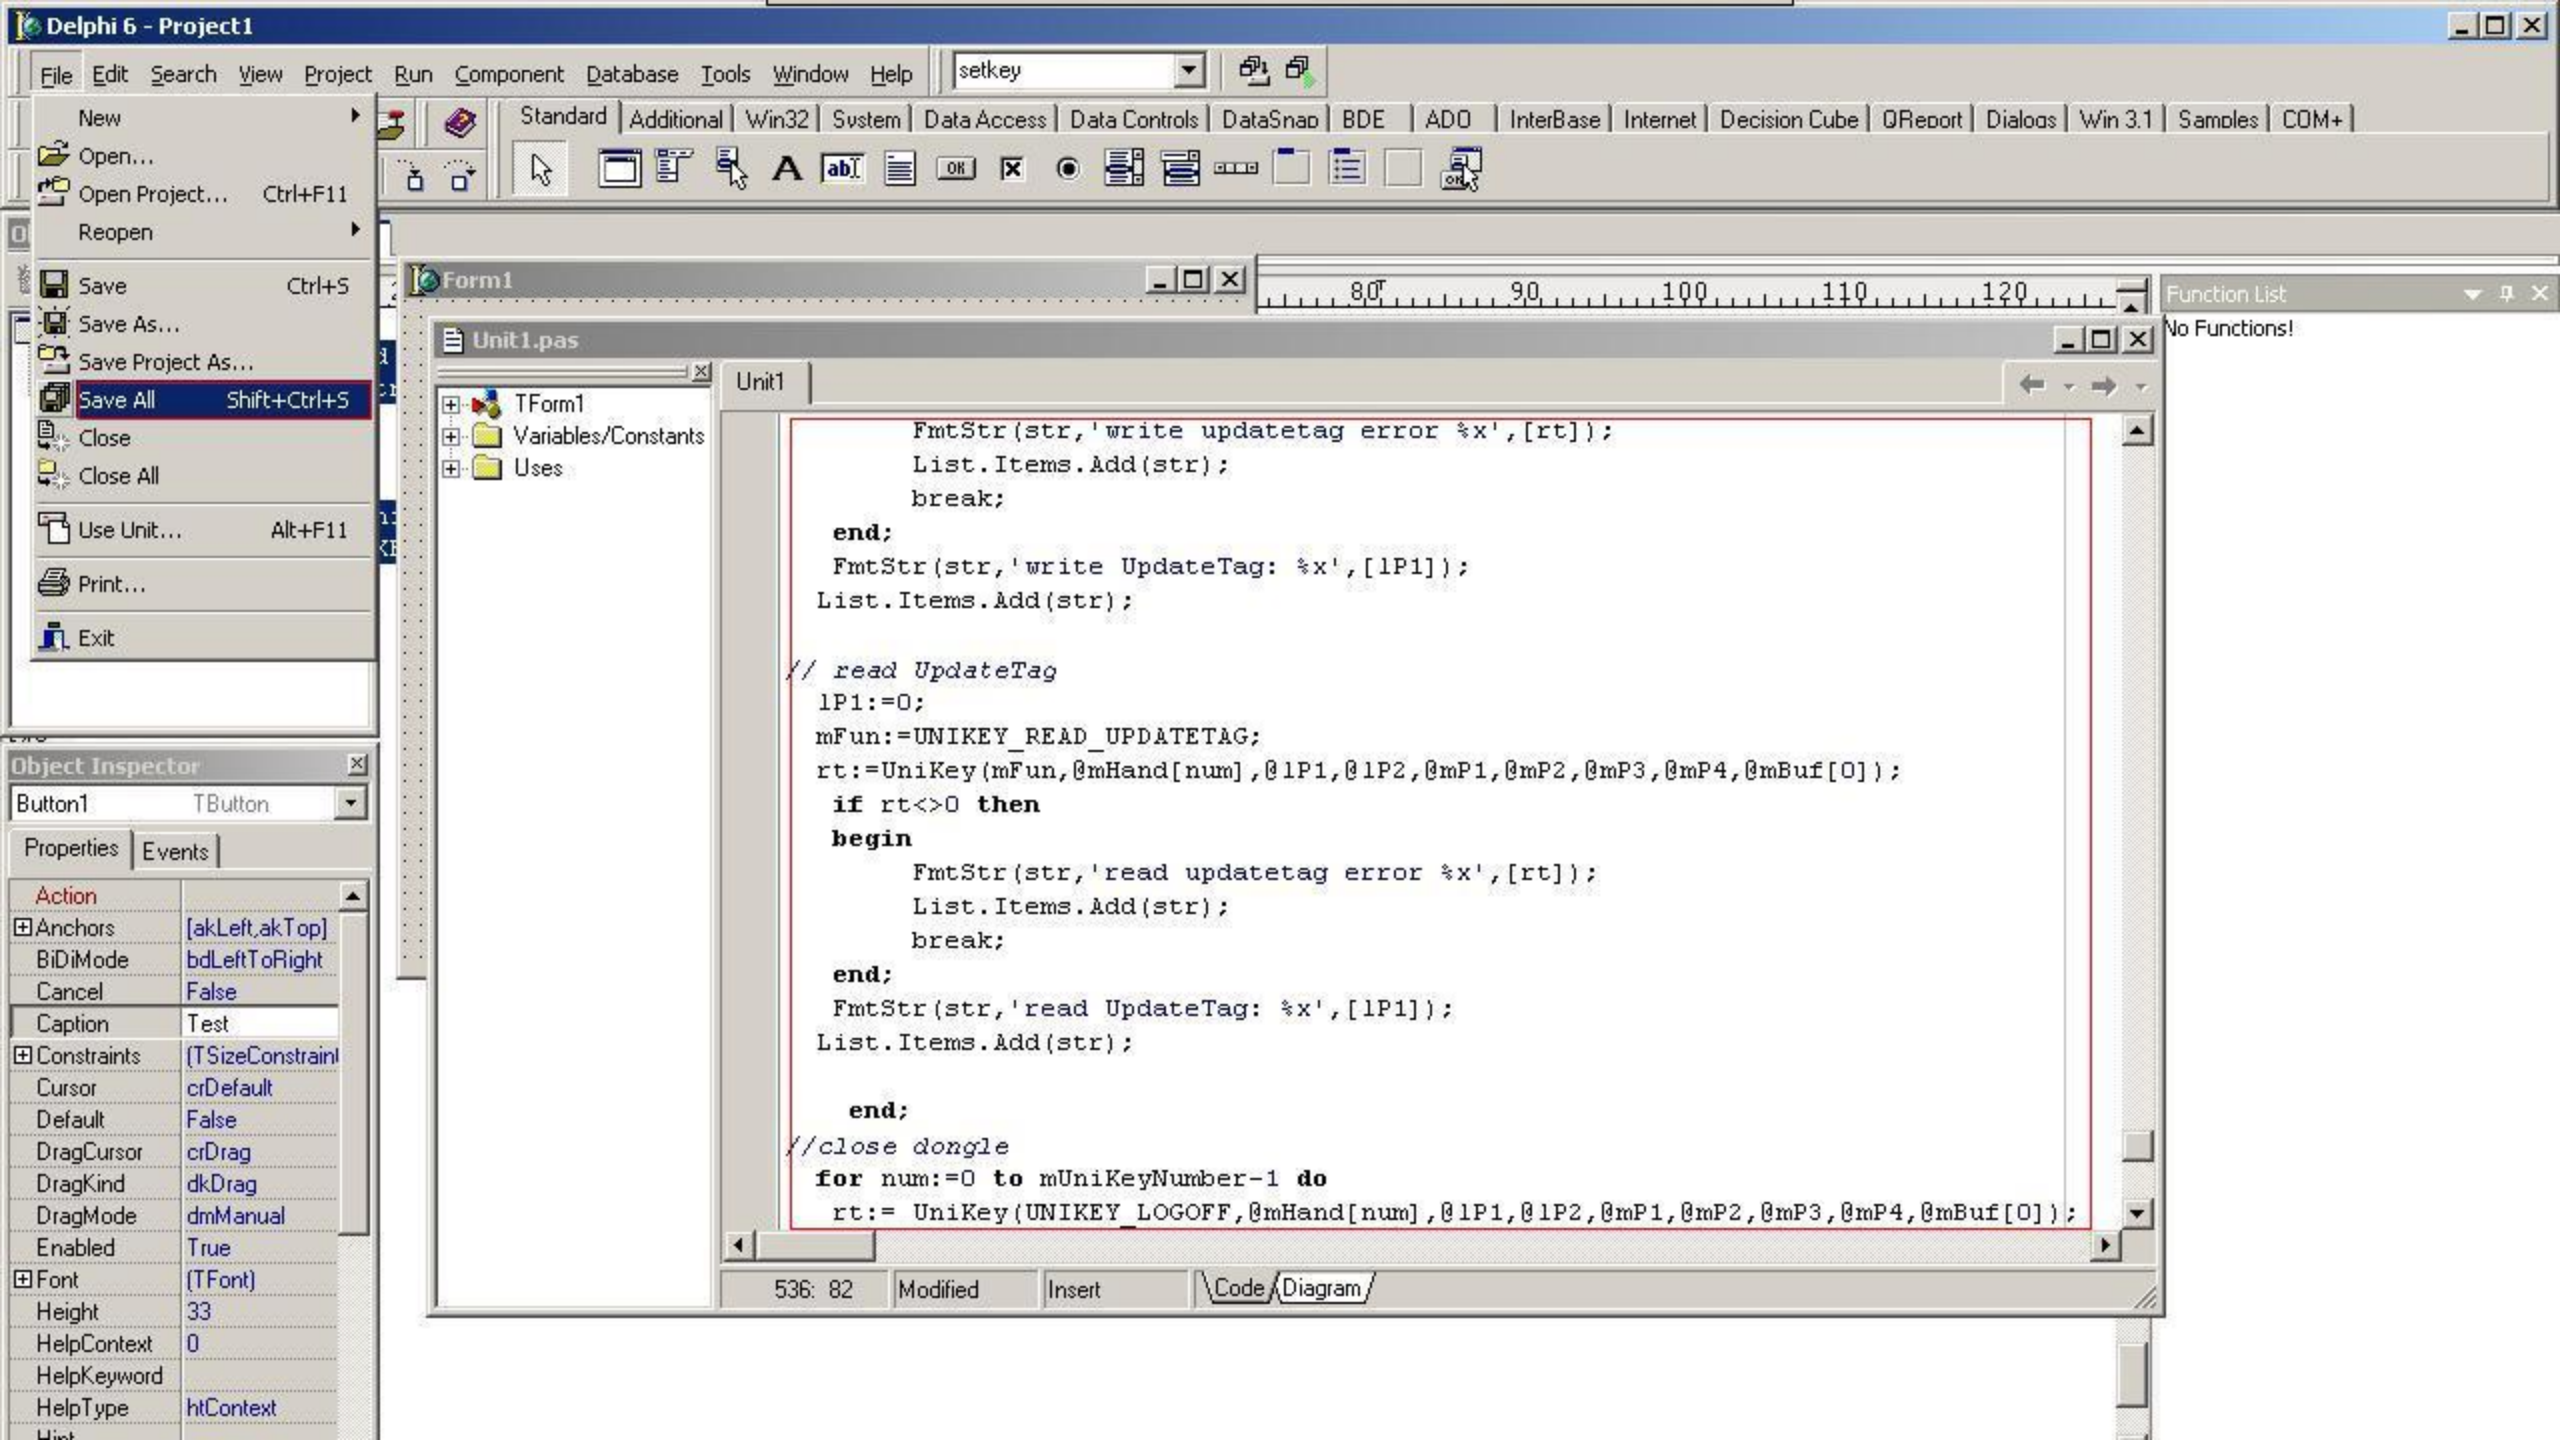 Delphi 6 - Project1
File Edit Search View Project Run Component Database Tools Window Help
setkey
Standard Additional Win32 System Data Access Data Controls DataSnap BDE ADO InterBase Internet Decision Cube QReport Dialogs Win 3.1 Samples COM+
A
abI
OK
New
Open...
Open Project... Ctrl+F11
Reopen
Save Ctrl+S
Save As...
Save Project As...
Save All Shift+Ctrl+S
Close
Close All
Use Unit... Alt+F11
Print...
Exit
Form1
80 90 100 110 120
Function List
No Functions!
Unit1.pas
TForm1
Variables/Constants
Uses
Unit1
FmtStr(str,'write updatetag error %x',[rt]);
List.Items.Add(str);
break;
end;
FmtStr(str,'write UpdateTag: %x',[lP1]);
List.Items.Add(str);
// read UpdateTag
lP1:=0;
mFun:=UNIKEY_READ_UPDATETAG;
rt:=UniKey(mFun,@mHand[num],@lP1,@lP2,@mP1,@mP2,@mP3,@mP4,@mBuf[0]);
if rt<>0 then
begin
FmtStr(str,'read updatetag error %x',[rt]);
List.Items.Add(str);
break;
end;
FmtStr(str,'read UpdateTag: %x',[lP1]);
List.Items.Add(str);
end;
//close dongle
for num:=0 to mUniKeyNumber-1 do
rt:= UniKey(UNIKEY_LOGOFF,@mHand[num],@lP1,@lP2,@mP1,@mP2,@mP3,@mP4,@mBuf[0]);
536: 82 Modified Insert Code Diagram
Object Inspector
Button1 TButton
Properties Events
Action
Anchors [akLeft,akTop]
BiDiMode bdLeftToRight
Cancel False
Caption Test
Constraints (TSizeConstraint
Cursor crDefault
Default False
DragCursor crDrag
DragKind dkDrag
DragMode dmManual
Enabled True
Font (TFont)
Height 33
HelpContext 0
HelpKeyword
HelpType htContext